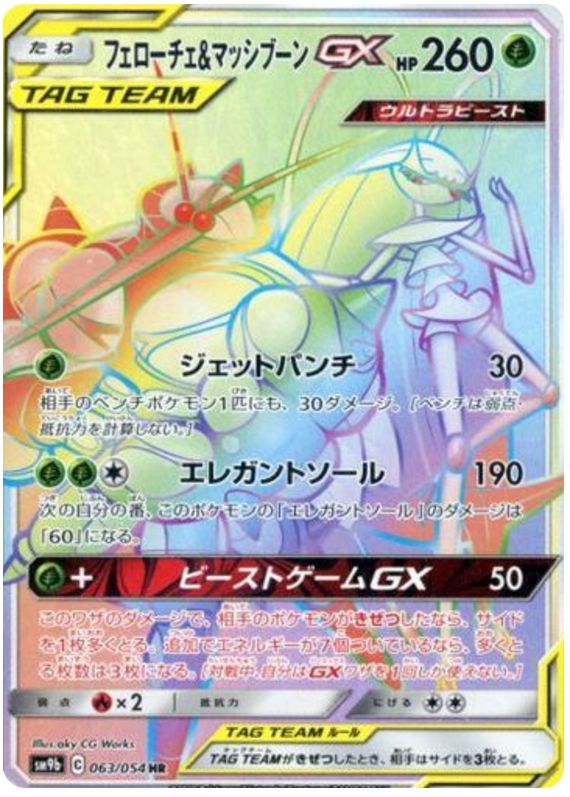 たね フェローチェ&マッシブーン GX HP 260
TAG TEAM
ウルトラビースト
ジェットパンチ 30
相手のベンチポケモン1匹にも、30ダメージ。[ベンチは弱点・
抵抗力を計算しない。]
エレガントソール 190
次の自分の番、このポケモンの「エレガントソール」のダメージは
「60」になる。
+ ビーストゲームGX 50
このワザのダメージで、相手のポケモンがきぜつしたなら、サイド
を1枚多くとる。追加でエネルギーが7個ついているなら、多くと
る枚数は3枚になる。[対戦中、自分はGXワザを1回しか使えない。]
弱点 ×2 抵抗力 にげる
Illus.oky CG Works
TAG TEAM ルール
sm9b C 063/054 HR
TAG TEAMがきぜつしたとき、相手はサイドを3枚とる。